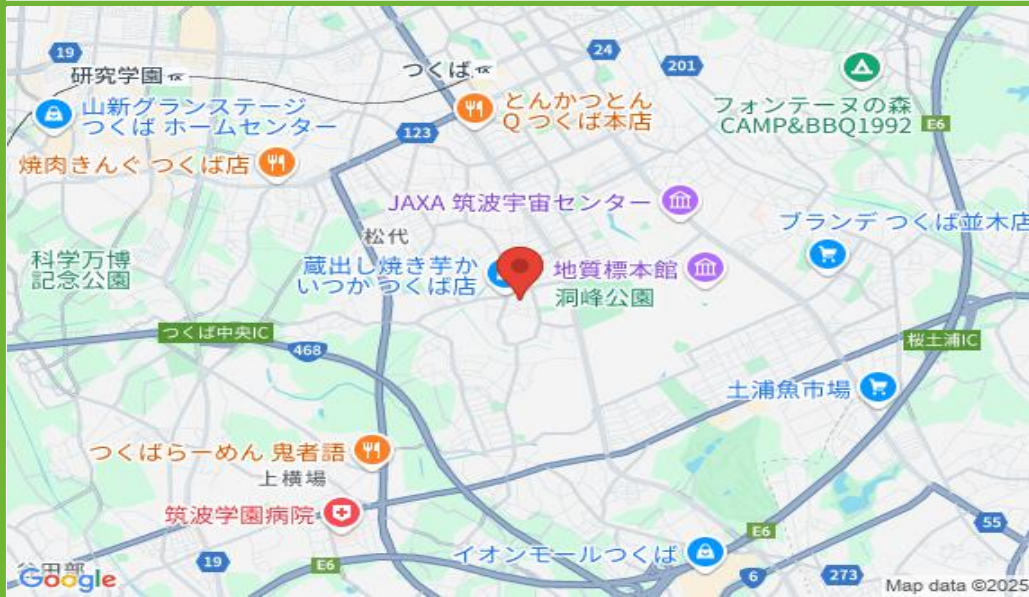 19
24
201
研究学園
つくば
山新グランステージ
つくば ホームセンター
とんかつとん
Q つくば本店
フォンテーヌの森
CAMP&BBQ1992
E6
123
焼肉きんぐ つくば店
JAXA 筑波宇宙センター
ブランデ つくば並木店
松代
科学万博
記念公園
蔵出し焼き芋か
いつか つくば店
地質標本館
洞峰公園
つくば中央IC
468
桜土浦IC
土浦魚市場
つくばらーめん 鬼者語
上横場
筑波学園病院
55
E6
イオンモールつくば
19
E6
6
273
谷田部
Google
Map data ©2025